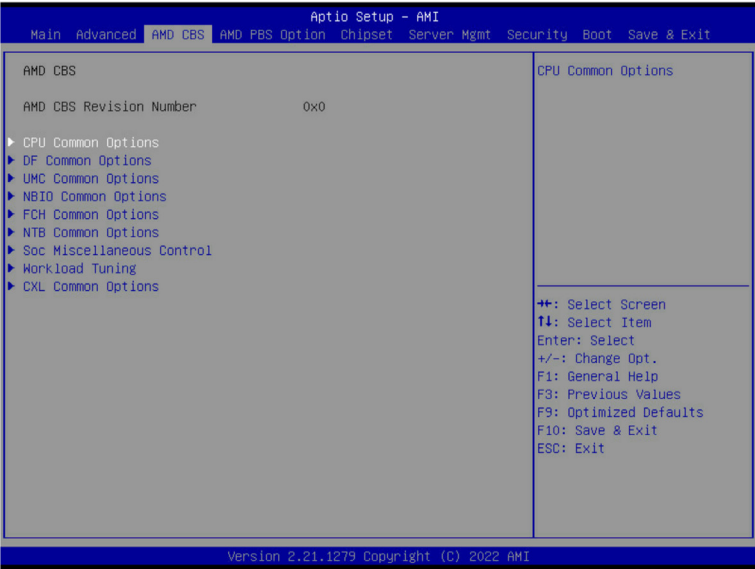 Aptio Setup – AMI
Main Advanced AMD CBS AMD PBS Option Chipset Server Mgmt Security Boot Save & Exit
AMD CBS
AMD CBS Revision Number 0x0
CPU Common Options
DF Common Options
UMC Common Options
NBIO Common Options
FCH Common Options
NTB Common Options
Soc Miscellaneous Control
Workload Tuning
CXL Common Options
CPU Common Options
→←: Select Screen
↑↓: Select Item
Enter: Select
+/-: Change Opt.
F1: General Help
F3: Previous Values
F9: Optimized Defaults
F10: Save & Exit
ESC: Exit
Version 2.21.1279 Copyright (C) 2022 AMI